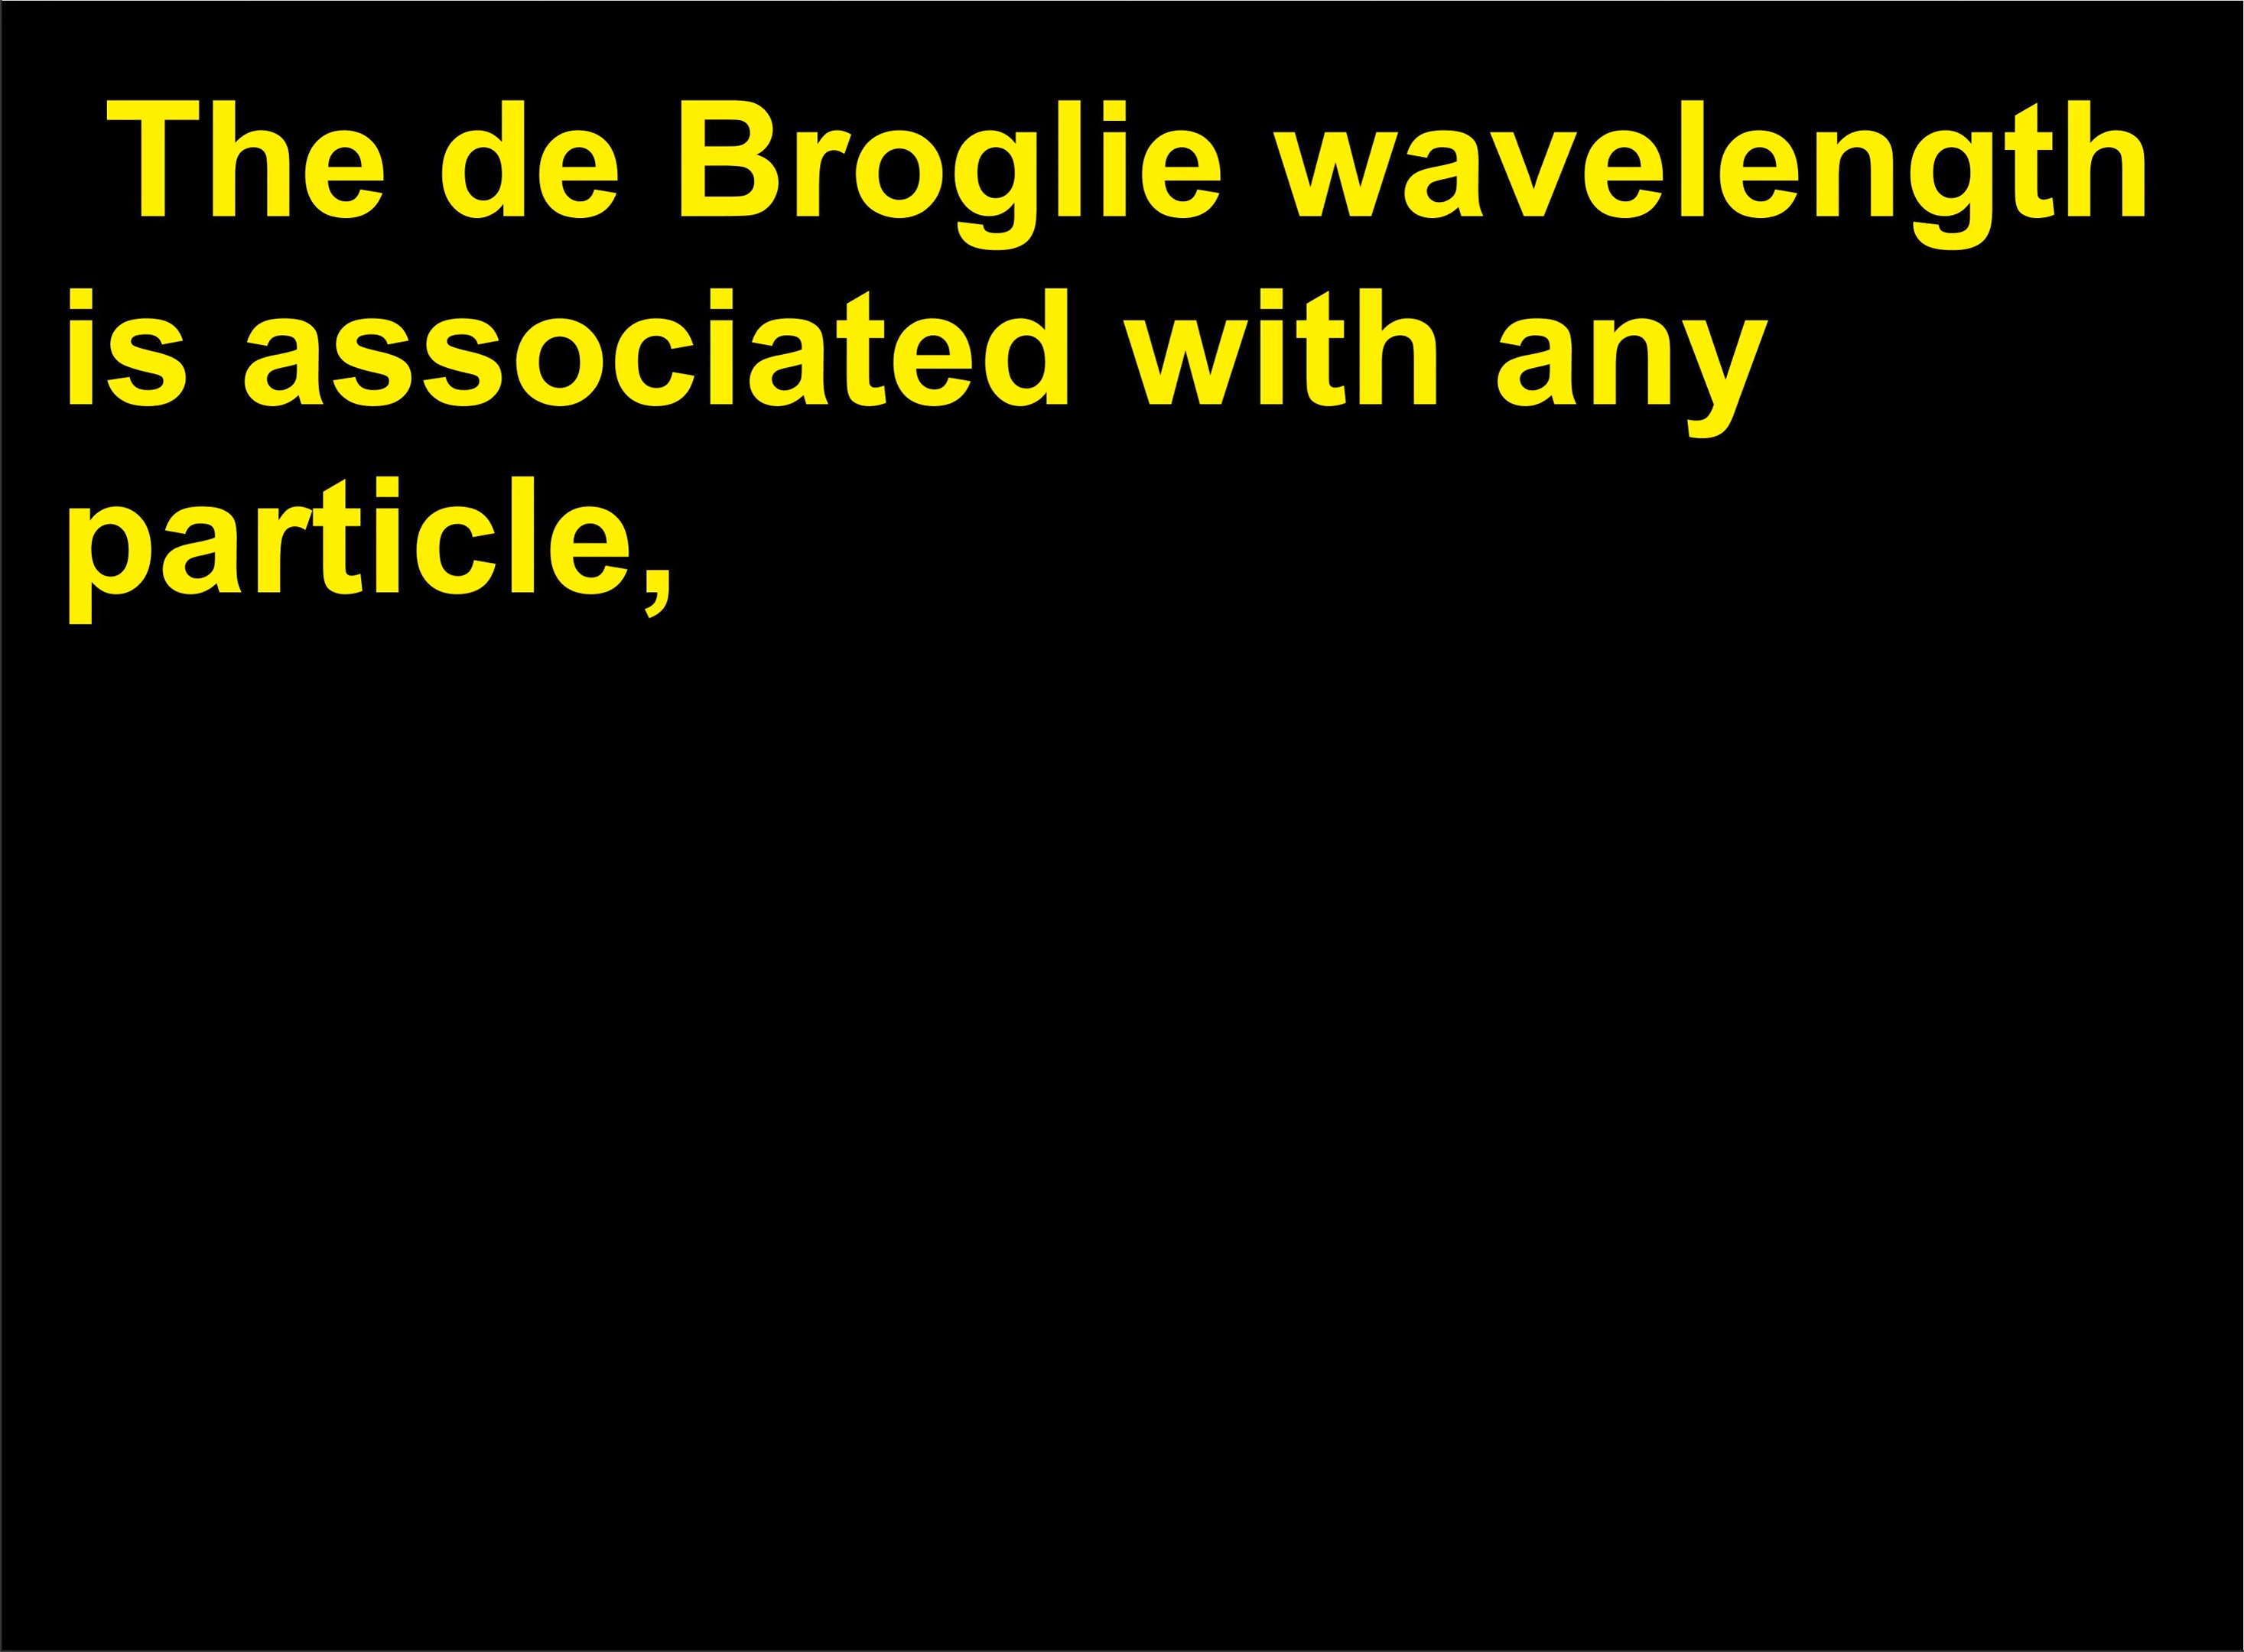 The de Broglie wavelength
is associated with any
particle,